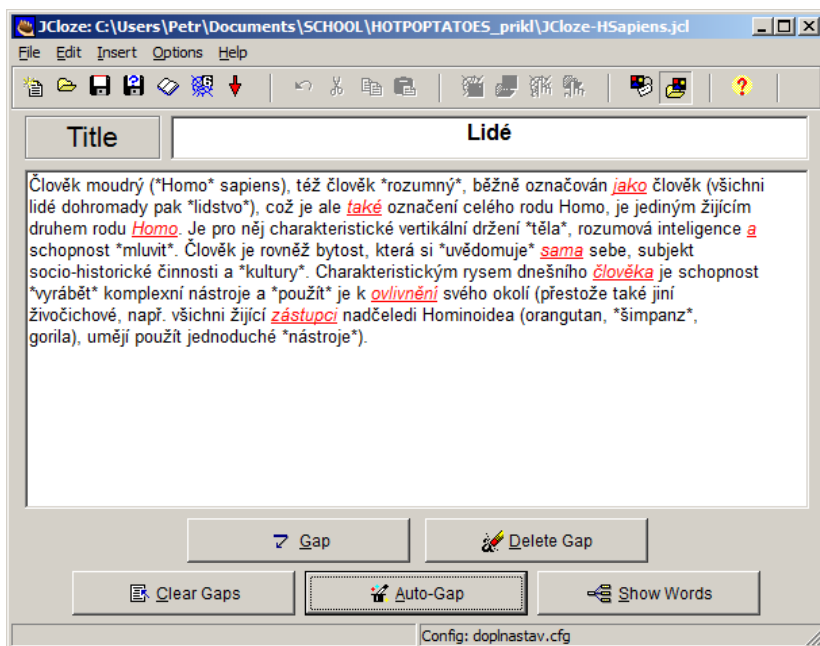 JCloze: C:\Users\Petr\Documents\SCHOOL\HOTPOPTATOES_prikl\JCloze-HSapiens.jcl
File Edit Insert Options Help
Title
Lidé
Člověk moudrý (*Homo* sapiens), též člověk *rozumný*, běžně označován jako člověk (všichni
lidé dohromady pak *lidstvo*), což je ale také označení celého rodu Homo, je jediným žijícím
druhem rodu Homo. Je pro něj charakteristické vertikální držení *těla*, rozumová inteligence a
schopnost *mluvit*. Člověk je rovněž bytost, která si *uvědomuje* sama sebe, subjekt
socio-historické činnosti a *kultury*. Charakteristickým rysem dnešního člověka je schopnost
*vyrábět* komplexní nástroje a *použít* je k ovlivnění svého okolí (přestože také jiní
živočichové, např. všichni žijící zástupci nadčeledi Hominoidea (orangutan, *šimpanz*,
gorila), umějí použít jednoduché *nástroje*).
Gap
Delete Gap
Clear Gaps
Auto-Gap
Show Words
Config: doplnastav.cfg